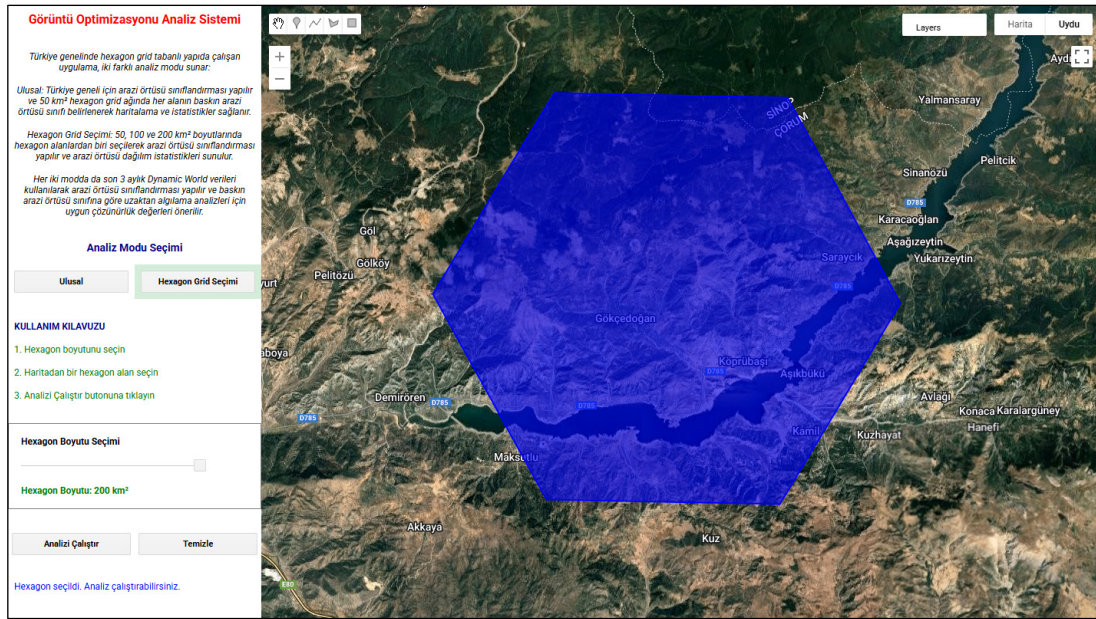 Görüntü Optimizasyonu Analiz Sistemi
Türkiye genelinde hexagon grid tabanlı yapıda çalışan
uygulama, iki farklı analiz modu sunar:
Ulusal: Türkiye geneli için arazi örtüsü sınıflandırması yapılır
ve 50 km² hexagon grid ağında her alanın baskın arazi
örtüsü sınıfı belirlenerek haritalama ve istatistikler sağlanır.
Hexagon Grid Seçimi: 50, 100 ve 200 km² boyutlarında
hexagon alanlardan biri seçilerek arazi örtüsü sınıflandırması
yapılır ve arazi örtüsü dağılım istatistikleri sunulur.
Her iki modda da son 3 aylık Dynamic World verileri
kullanılarak arazi örtüsü sınıflandırması yapılır ve baskın
arazi örtüsü sınıfına göre uzaktan algılama analizleri için
uygun çözünürlük değerleri önerilir.
Analiz Modu Seçimi
Ulusal
Hexagon Grid Seçimi
KULLANIM KILAVUZU
1. Hexagon boyutunu seçin
2. Haritadan bir hexagon alan seçin
3. Analizi Çalıştır butonuna tıklayın
Hexagon Boyutu Seçimi
Hexagon Boyutu: 200 km²
Analizi Çalıştır
Temizle
Hexagon seçildi. Analiz çalıştırabilirsiniz.
Layers
Harita
Uydu
Yalmansaray
SİNOP
ÇORUM
Pelitcik
Sinanözü
D785
Karacaoğlan
Göl
Aşağızeytin
Saraycık
Yukarızeytin
Gölköy
Pelitözü
yurt
D785
Gökçedoğan
aboya
Köprübaşı
D785
Aşıkbükü
Demirören
D785
D785
D785
Avlağı
Konaca
Karalargüney
Hanefi
Kamil
Kuzhayat
Maksutlu
Akkaya
Kuz
E80